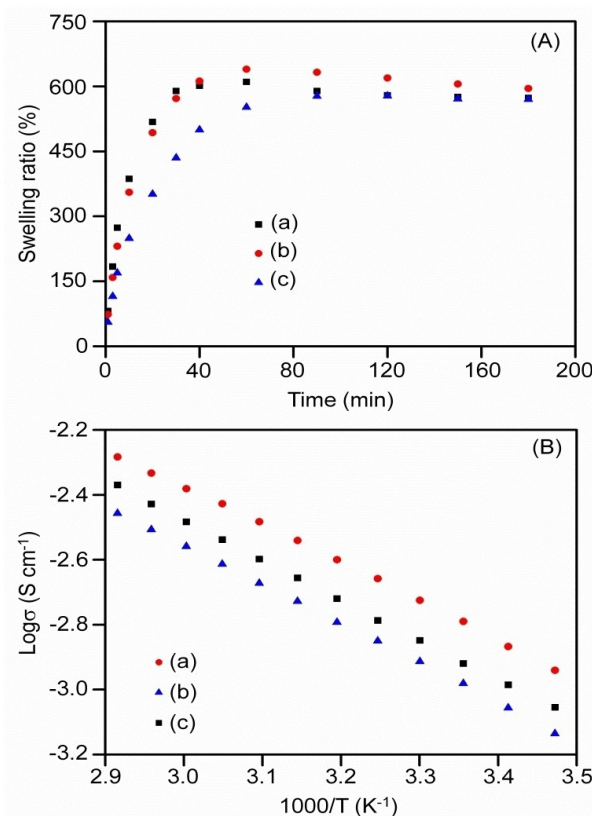 750
(A)
600
450
300
150
0
Swelling ratio (%)
(a)
(b)
(c)
0 40 80 120 160 200
Time (min)
-2.2
(B)
-2.4
-2.6
-2.8
-3.0
-3.2
Logσ (S cm⁻¹)
(a)
(b)
(c)
2.9 3.0 3.1 3.2 3.3 3.4 3.5
1000/T (K⁻¹)